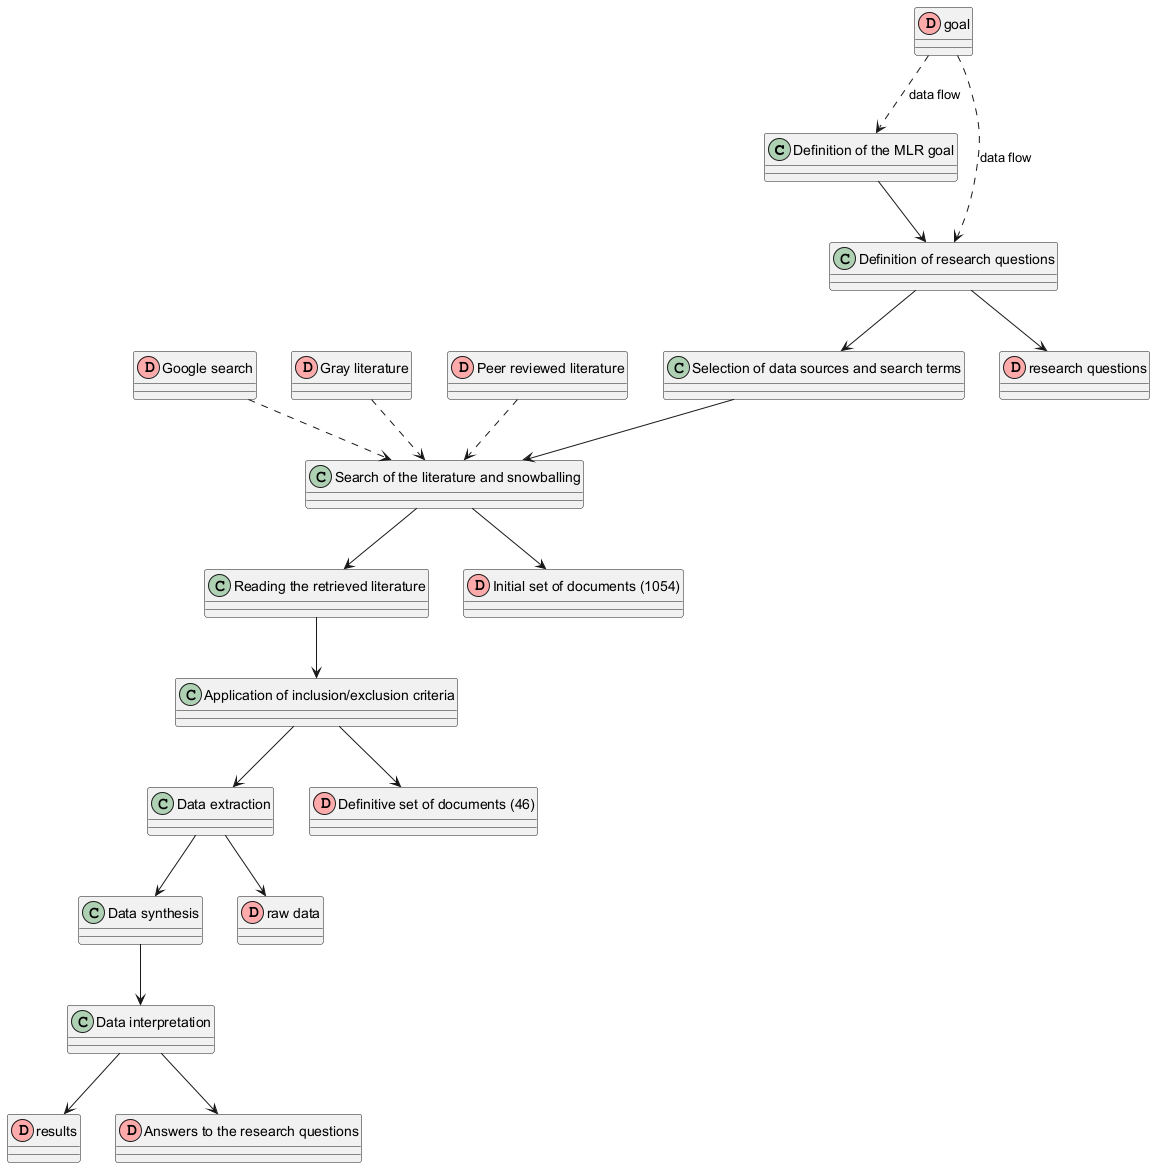 D goal
data flow
C Definition of the MLR goal
data flow
C Definition of research questions
D Google search
D Gray literature
D Peer reviewed literature
C Selection of data sources and search terms
D research questions
C Search of the literature and snowballing
C Reading the retrieved literature
D Initial set of documents (1054)
C Application of inclusion/exclusion criteria
C Data extraction
D Definitive set of documents (46)
C Data synthesis
D raw data
C Data interpretation
D results
D Answers to the research questions